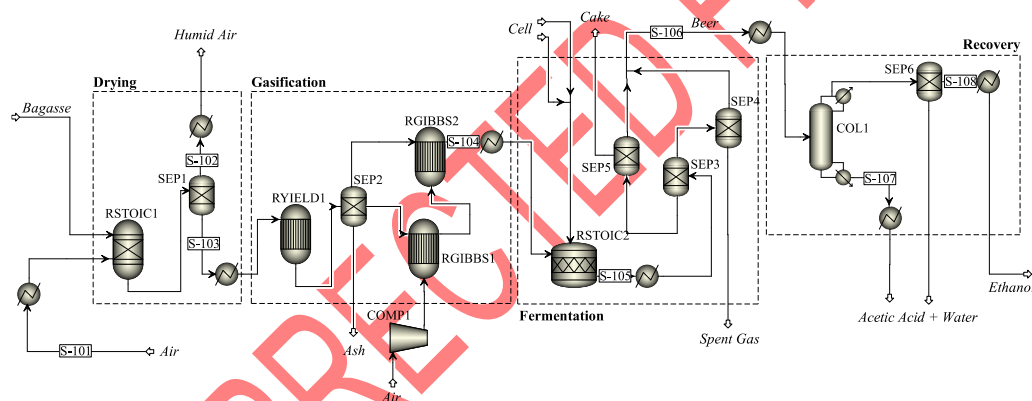 Humid Air
Cell
Cake
Beer
S-106
Recovery
Drying
Gasification
SEP6
S-108
SEP4
Bagasse
RGIBBS2
S-104
COL1
S-102
SEP1
SEP2
SEP5
SEP3
S-107
RYIELD1
RSTOIC1
S-103
RSTOIC2
RGIBBS1
S-105
Ethano
COMP1
Fermentation
Acetic Acid + Water
S-101
Air
Ash
Spent Gas
Air
RRECTED P